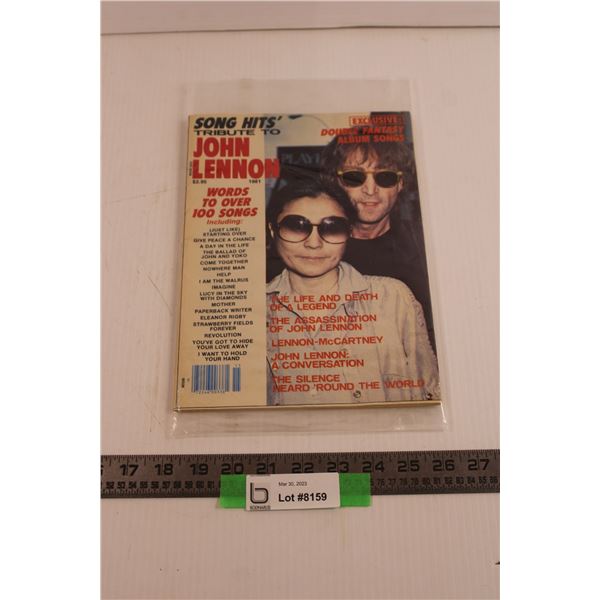 SONG HITS'
TRIBUTE TO
JOHN
LENNON
$2.95
1981
WORDS
TO OVER
100 SONGS
Including:
(JUST LIKE)
STARTING OVER
GIVE PEACE A CHANCE
A DAY IN THE LIFE
THE BALLAD OF
JOHN AND YOKO
COME TOGETHER
NOWHERE MAN
HELP
I AM THE WALRUS
IMAGINE
LUCY IN THE SKY
WITH DIAMONDS
MOTHER
PAPERBACK WRITER
ELEANOR RIGBY
STRAWBERRY FIELDS
FOREVER
REVOLUTION
YOU'VE GOT TO HIDE
YOUR LOVE AWAY
I WANT TO HOLD
YOUR HAND
EXCLUSIVE:
DOUBLE FANTASY
ALBUM SONGS
PLAY
THE LIFE AND DEATH
OF A LEGEND
THE ASSASSINATION
OF JOHN LENNON
LENNON-McCARTNEY
JOHN LENNON:
A CONVERSATION
THE SILENCE
HEARD 'ROUND THE WORLD
17 18 19 20 21 22 23 24 25 26 27
Mar 30, 2023
Lot #8159